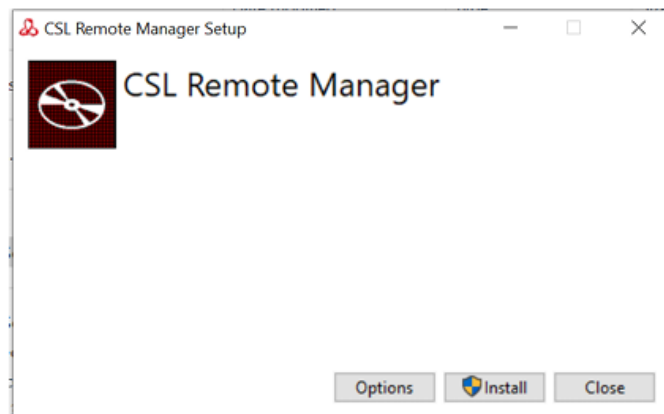 CSL Remote Manager Setup
CSL Remote Manager
Options
Install
Close